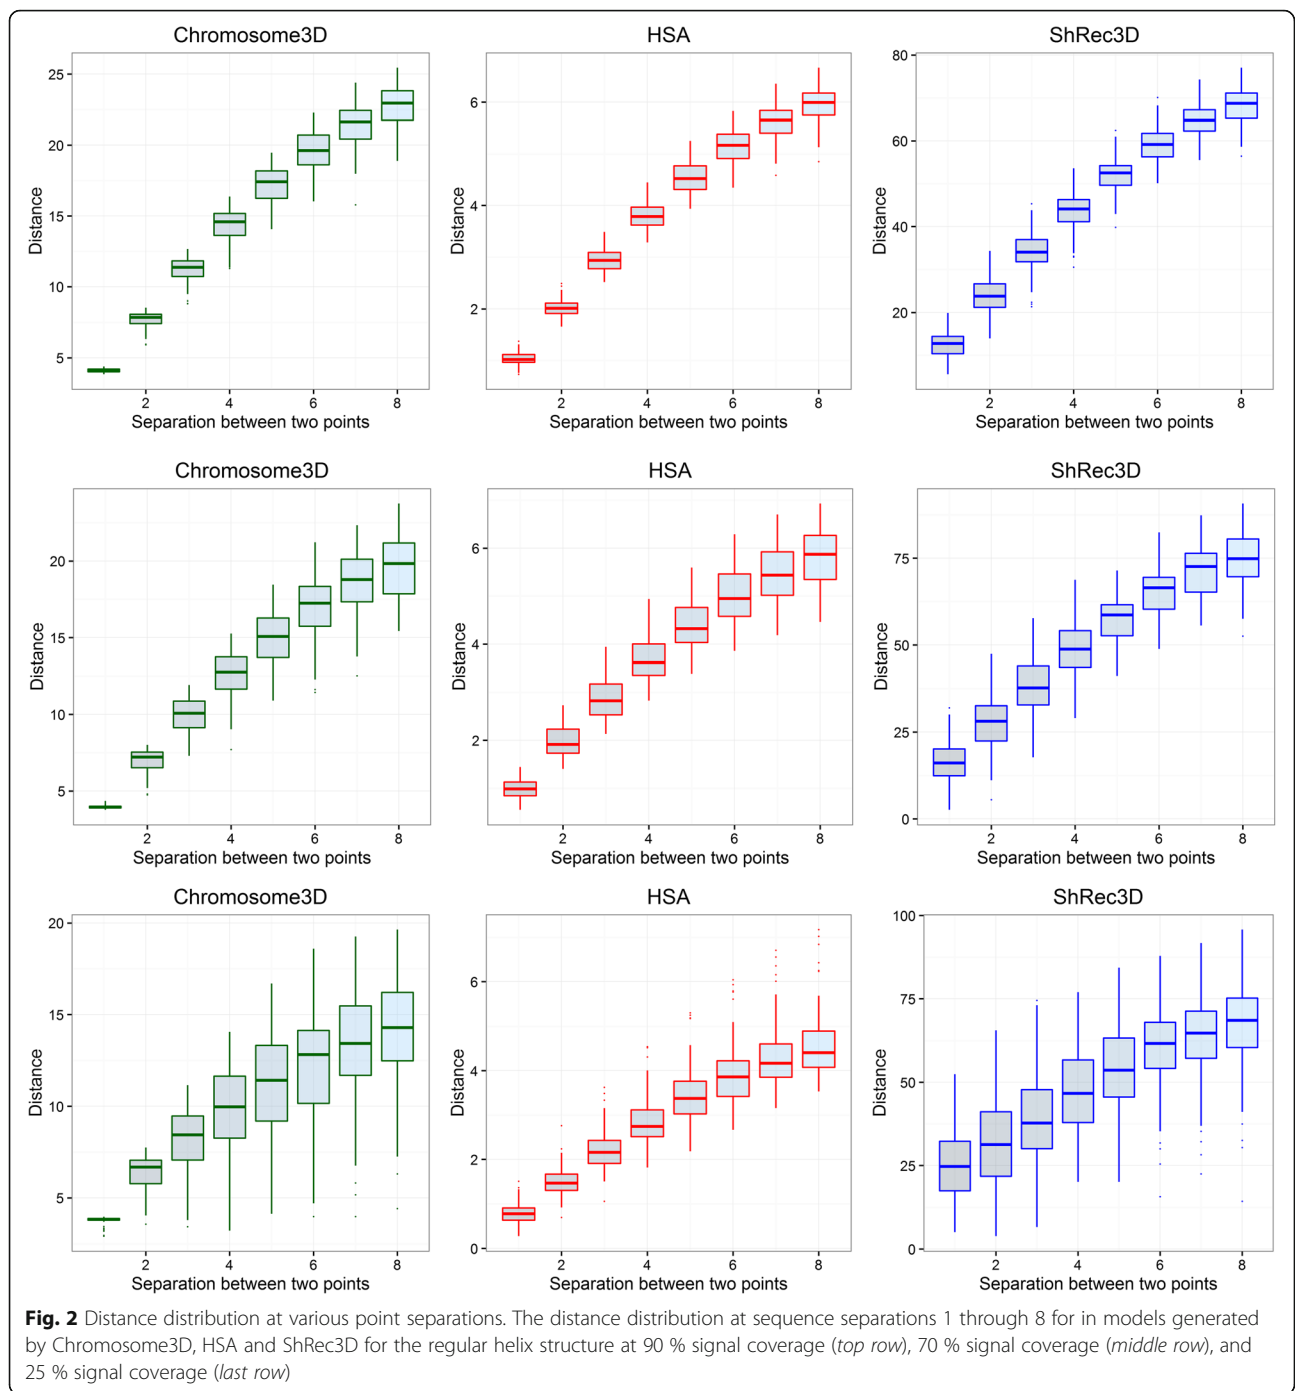 Chromosome3D
HSA
ShRec3D
25
20
15
10
5
Distance
2 4 6 8
Separation between two points
6
4
2
Distance
2 4 6 8
Separation between two points
80
60
40
20
Distance
2 4 6 8
Separation between two points
Chromosome3D
HSA
ShRec3D
20
15
10
5
Distance
2 4 6 8
Separation between two points
6
4
2
Distance
2 4 6 8
Separation between two points
75
50
25
0
Distance
2 4 6 8
Separation between two points
Chromosome3D
HSA
ShRec3D
20
15
10
5
Distance
2 4 6 8
Separation between two points
6
4
2
0
Distance
2 4 6 8
Separation between two points
100
75
50
25
0
Distance
2 4 6 8
Separation between two points
Fig. 2 Distance distribution at various point separations. The distance distribution at sequence separations 1 through 8 for in models generated
by Chromosome3D, HSA and ShRec3D for the regular helix structure at 90 % signal coverage (top row), 70 % signal coverage (middle row), and
25 % signal coverage (last row)